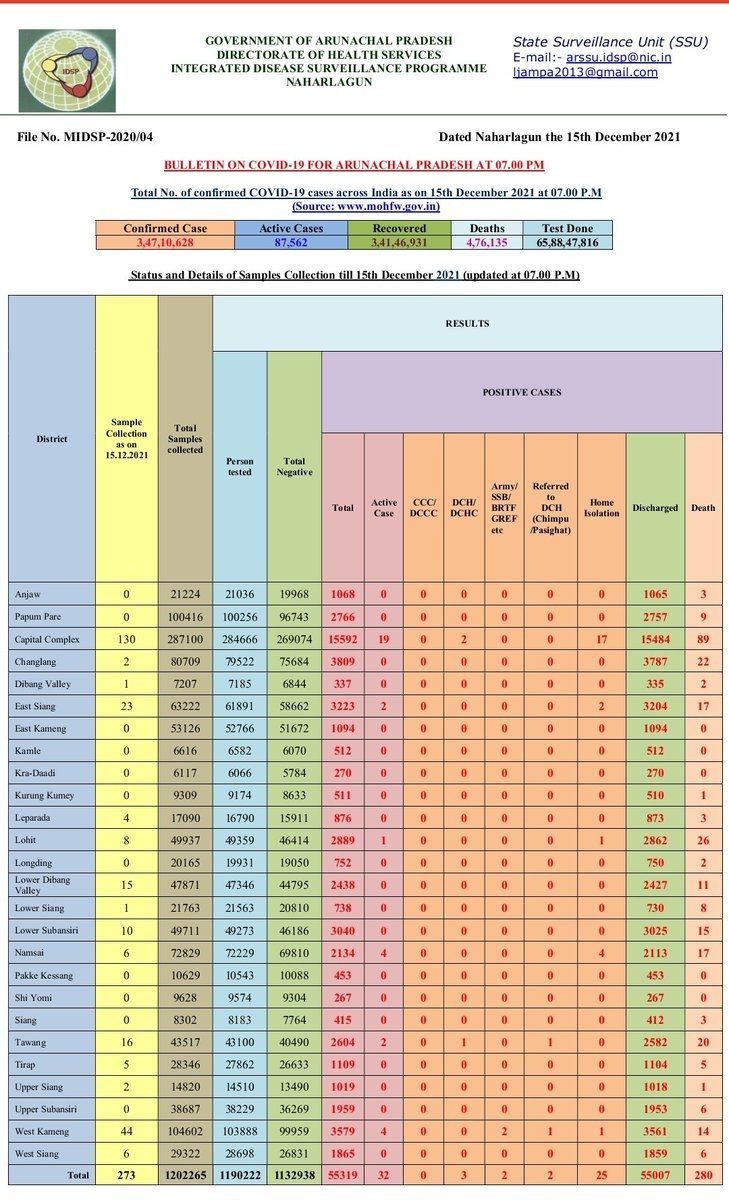 IDSP
GOVERNMENT OF ARUNACHAL PRADESH
DIRECTORATE OF HEALTH SERVICES
INTEGRATED DISEASE SURVEILLANCE PROGRAMME
NAHARLAGUN
State Surveillance Unit (SSU)
E-mail:- arssu.idsp@nic.in
ljampa2013@gmail.com
File No. MIDSP-2020/04 Dated Naharlagun the 15th December 2021
BULLETIN ON COVID-19 FOR ARUNACHAL PRADESH AT 07.00 PM
Total No. of confirmed COVID-19 cases across India as on 15th December 2021 at 07.00 P.M
(Source: www.mohfw.gov.in)
Confirmed Case Active Cases Recovered Deaths Test Done
3,47,10,628 87,562 3,41,46,931 4,76,135 65,88,47,816
Status and Details of Samples Collection till 15th December 2021 (updated at 07.00 P.M)
District
Sample
Collection
as on
15.12.2021
Total
Samples
collected
RESULTS
Person
tested
Total
Negative
POSITIVE CASES
Total
Active
Case
CCC/
DCCC
DCH/
DCHC
Army/
SSB/
BRTF
GREF
etc
Referred
to
DCH
(Chimpu
/Pasighat)
Home
Isolation
Discharged
Death
Anjaw 0 21224 21036 19968 1068 0 0 0 0 0 0 1065 3
Papum Pare 0 100416 100256 96743 2766 0 0 0 0 0 0 2757 9
Capital Complex 130 287100 284666 269074 15592 19 0 2 0 0 17 15484 89
Changlang 2 80709 79522 75684 3809 0 0 0 0 0 0 3787 22
Dibang Valley 1 7207 7185 6844 337 0 0 0 0 0 0 335 2
East Siang 23 63222 61891 58662 3223 2 0 0 0 0 2 3204 17
East Kameng 0 53126 52766 51672 1094 0 0 0 0 0 0 1094 0
Kamle 0 6616 6582 6070 512 0 0 0 0 0 0 512 0
Kra-Daadi 0 6117 6066 5784 270 0 0 0 0 0 0 270 0
Kurung Kumey 0 9309 9174 8633 511 0 0 0 0 0 0 510 1
Leparada 4 17090 16790 15911 876 0 0 0 0 0 0 873 3
Lohit 8 49937 49359 46414 2889 1 0 0 0 0 1 2862 26
Longding 0 20165 19931 19050 752 0 0 0 0 0 0 750 2
Lower Dibang
Valley 15 47871 47346 44795 2438 0 0 0 0 0 0 2427 11
Lower Siang 1 21763 21563 20810 738 0 0 0 0 0 0 730 8
Lower Subansiri 10 49711 49273 46186 3040 0 0 0 0 0 0 3025 15
Namsai 6 72829 72229 69810 2134 4 0 0 0 0 4 2113 17
Pakke Kessang 0 10629 10543 10088 453 0 0 0 0 0 0 453 0
Shi Yomi 0 9628 9574 9304 267 0 0 0 0 0 0 267 0
Siang 0 8302 8183 7764 415 0 0 0 0 0 0 412 3
Tawang 16 43517 43100 40490 2604 2 0 1 0 1 0 2582 20
Tirap 5 28346 27862 26633 1109 0 0 0 0 0 0 1104 5
Upper Siang 2 14820 14510 13490 1019 0 0 0 0 0 0 1018 1
Upper Subansiri 0 38687 38229 36269 1959 0 0 0 0 0 0 1953 6
West Kameng 44 104602 103888 99959 3579 4 0 0 2 1 1 3561 14
West Siang 6 29322 28698 26831 1865 0 0 0 0 0 0 1859 6
Total 273 1202265 1190222 1132938 55319 32 0 3 2 2 25 55007 280